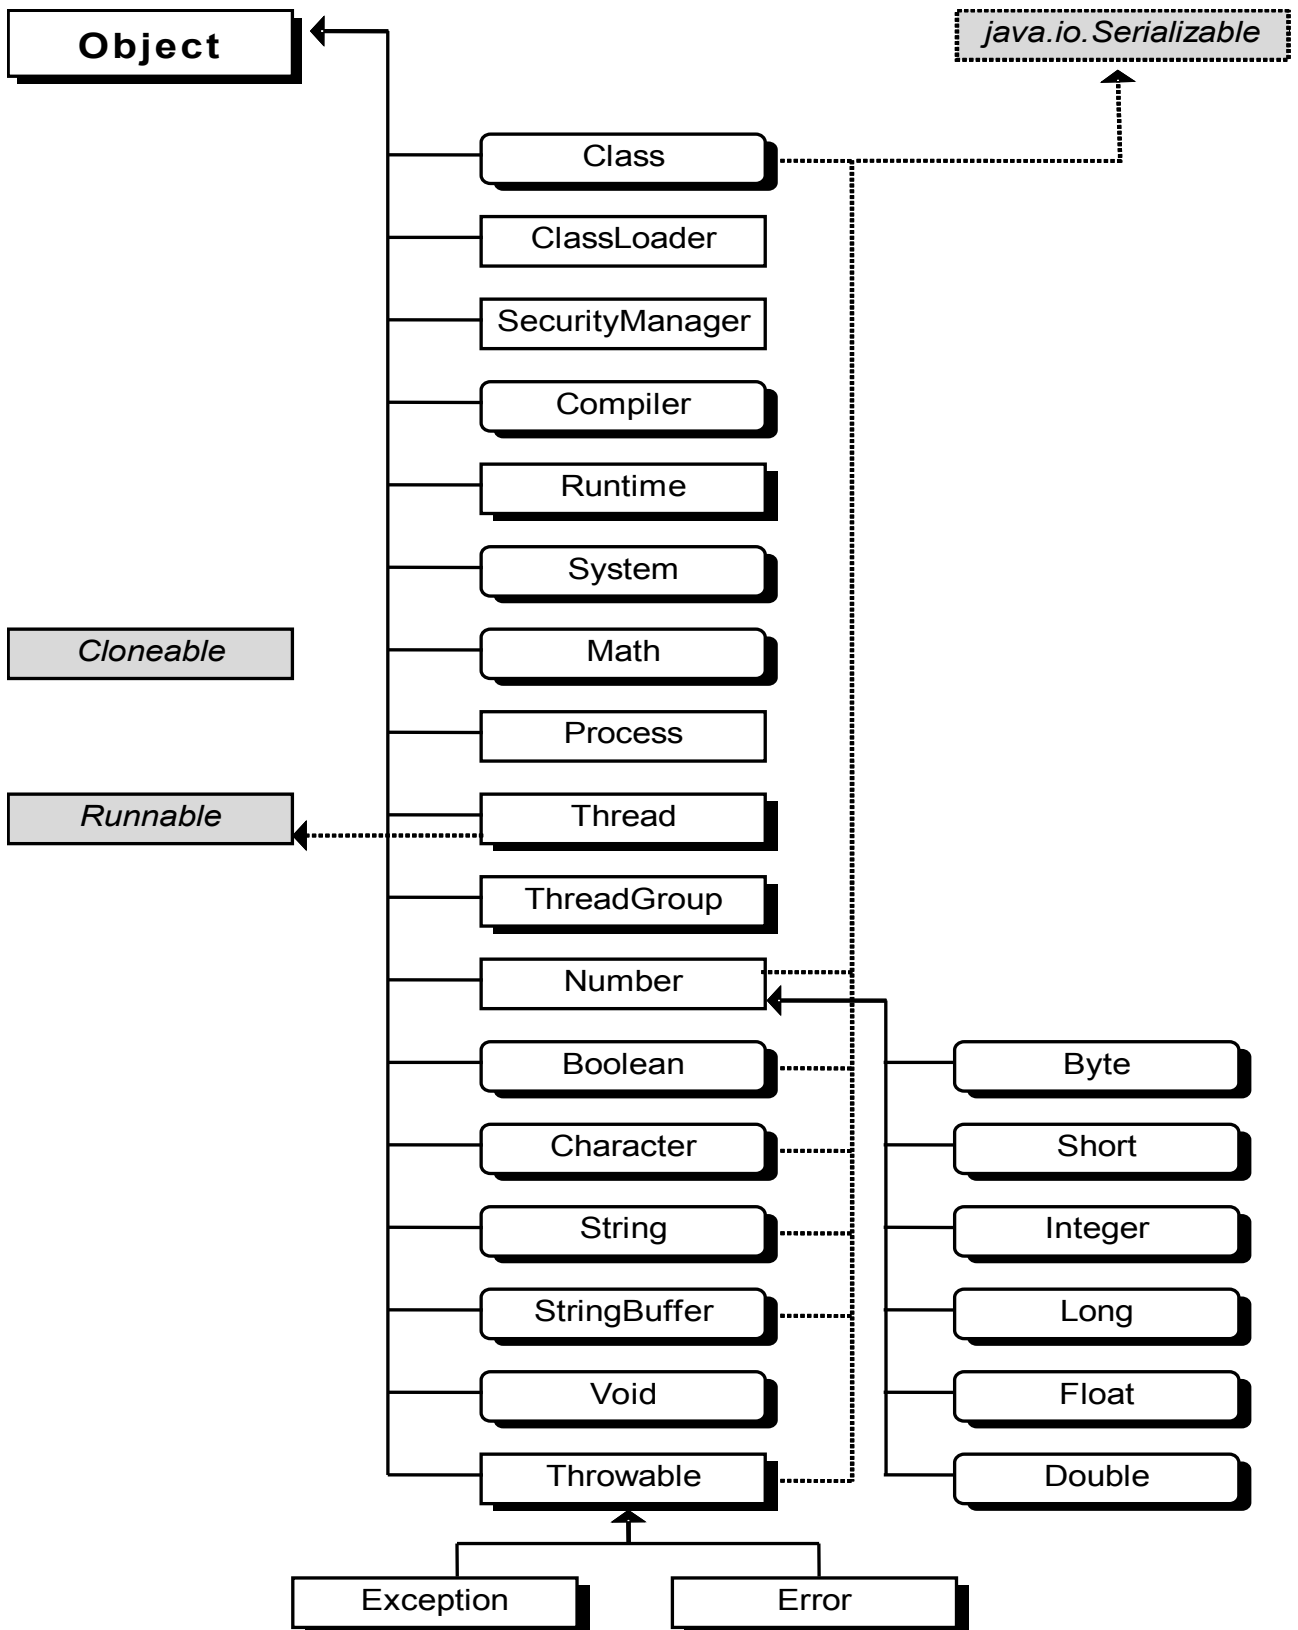 Object
java.io.Serializable
Class
ClassLoader
SecurityManager
Compiler
Runtime
System
Cloneable
Math
Process
Runnable
Thread
ThreadGroup
Number
Boolean
Byte
Character
Short
String
Integer
StringBuffer
Long
Void
Float
Throwable
Double
Exception
Error